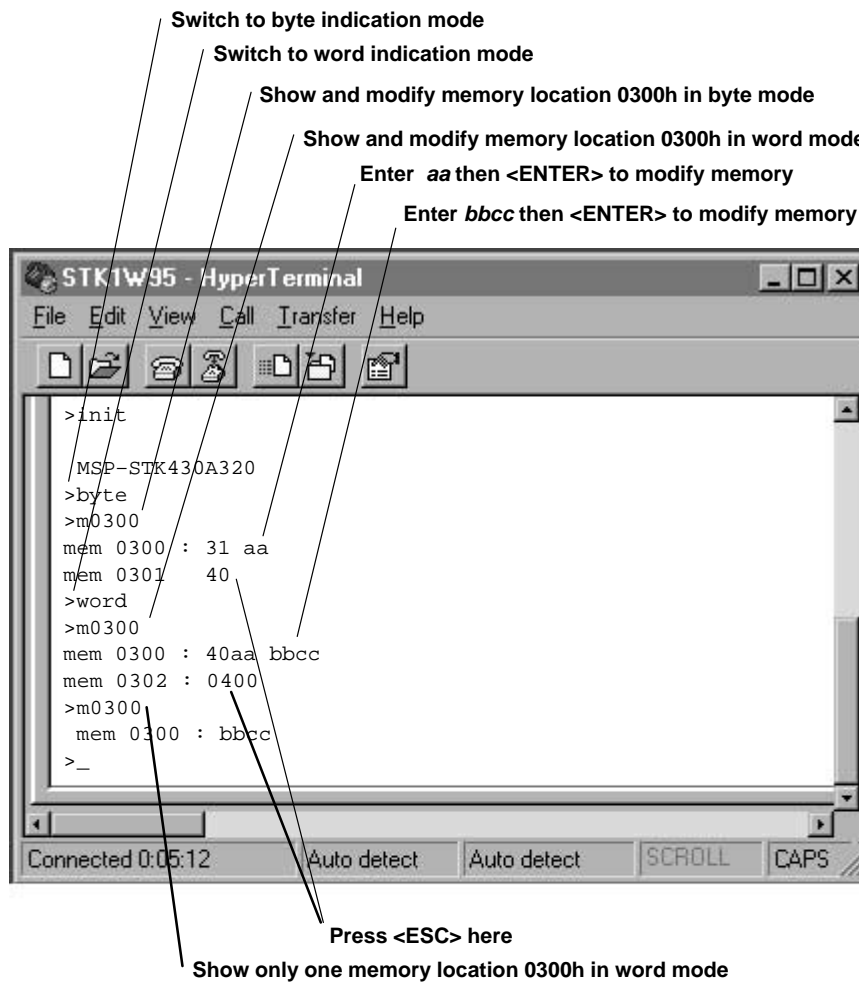 Switch to byte indication mode
Switch to word indication mode
Show and modify memory location 0300h in byte mode
Show and modify memory location 0300h in word mode
Enter aa then <ENTER> to modify memory
Enter bbcc then <ENTER> to modify memory
STK1W95 - HyperTerminal
File Edit View Call Transfer Help
>init
MSP-STK430A320
>byte
>m0300
mem 0300 : 31 aa
mem 0301 40
>word
>m0300
mem 0300 : 40aa bbcc
mem 0302 : 0400
>m0300
mem 0300 : bbcc
>_
Connected 0:05:12 Auto detect Auto detect SCROLL CAPS
Press <ESC> here
Show only one memory location 0300h in word mode